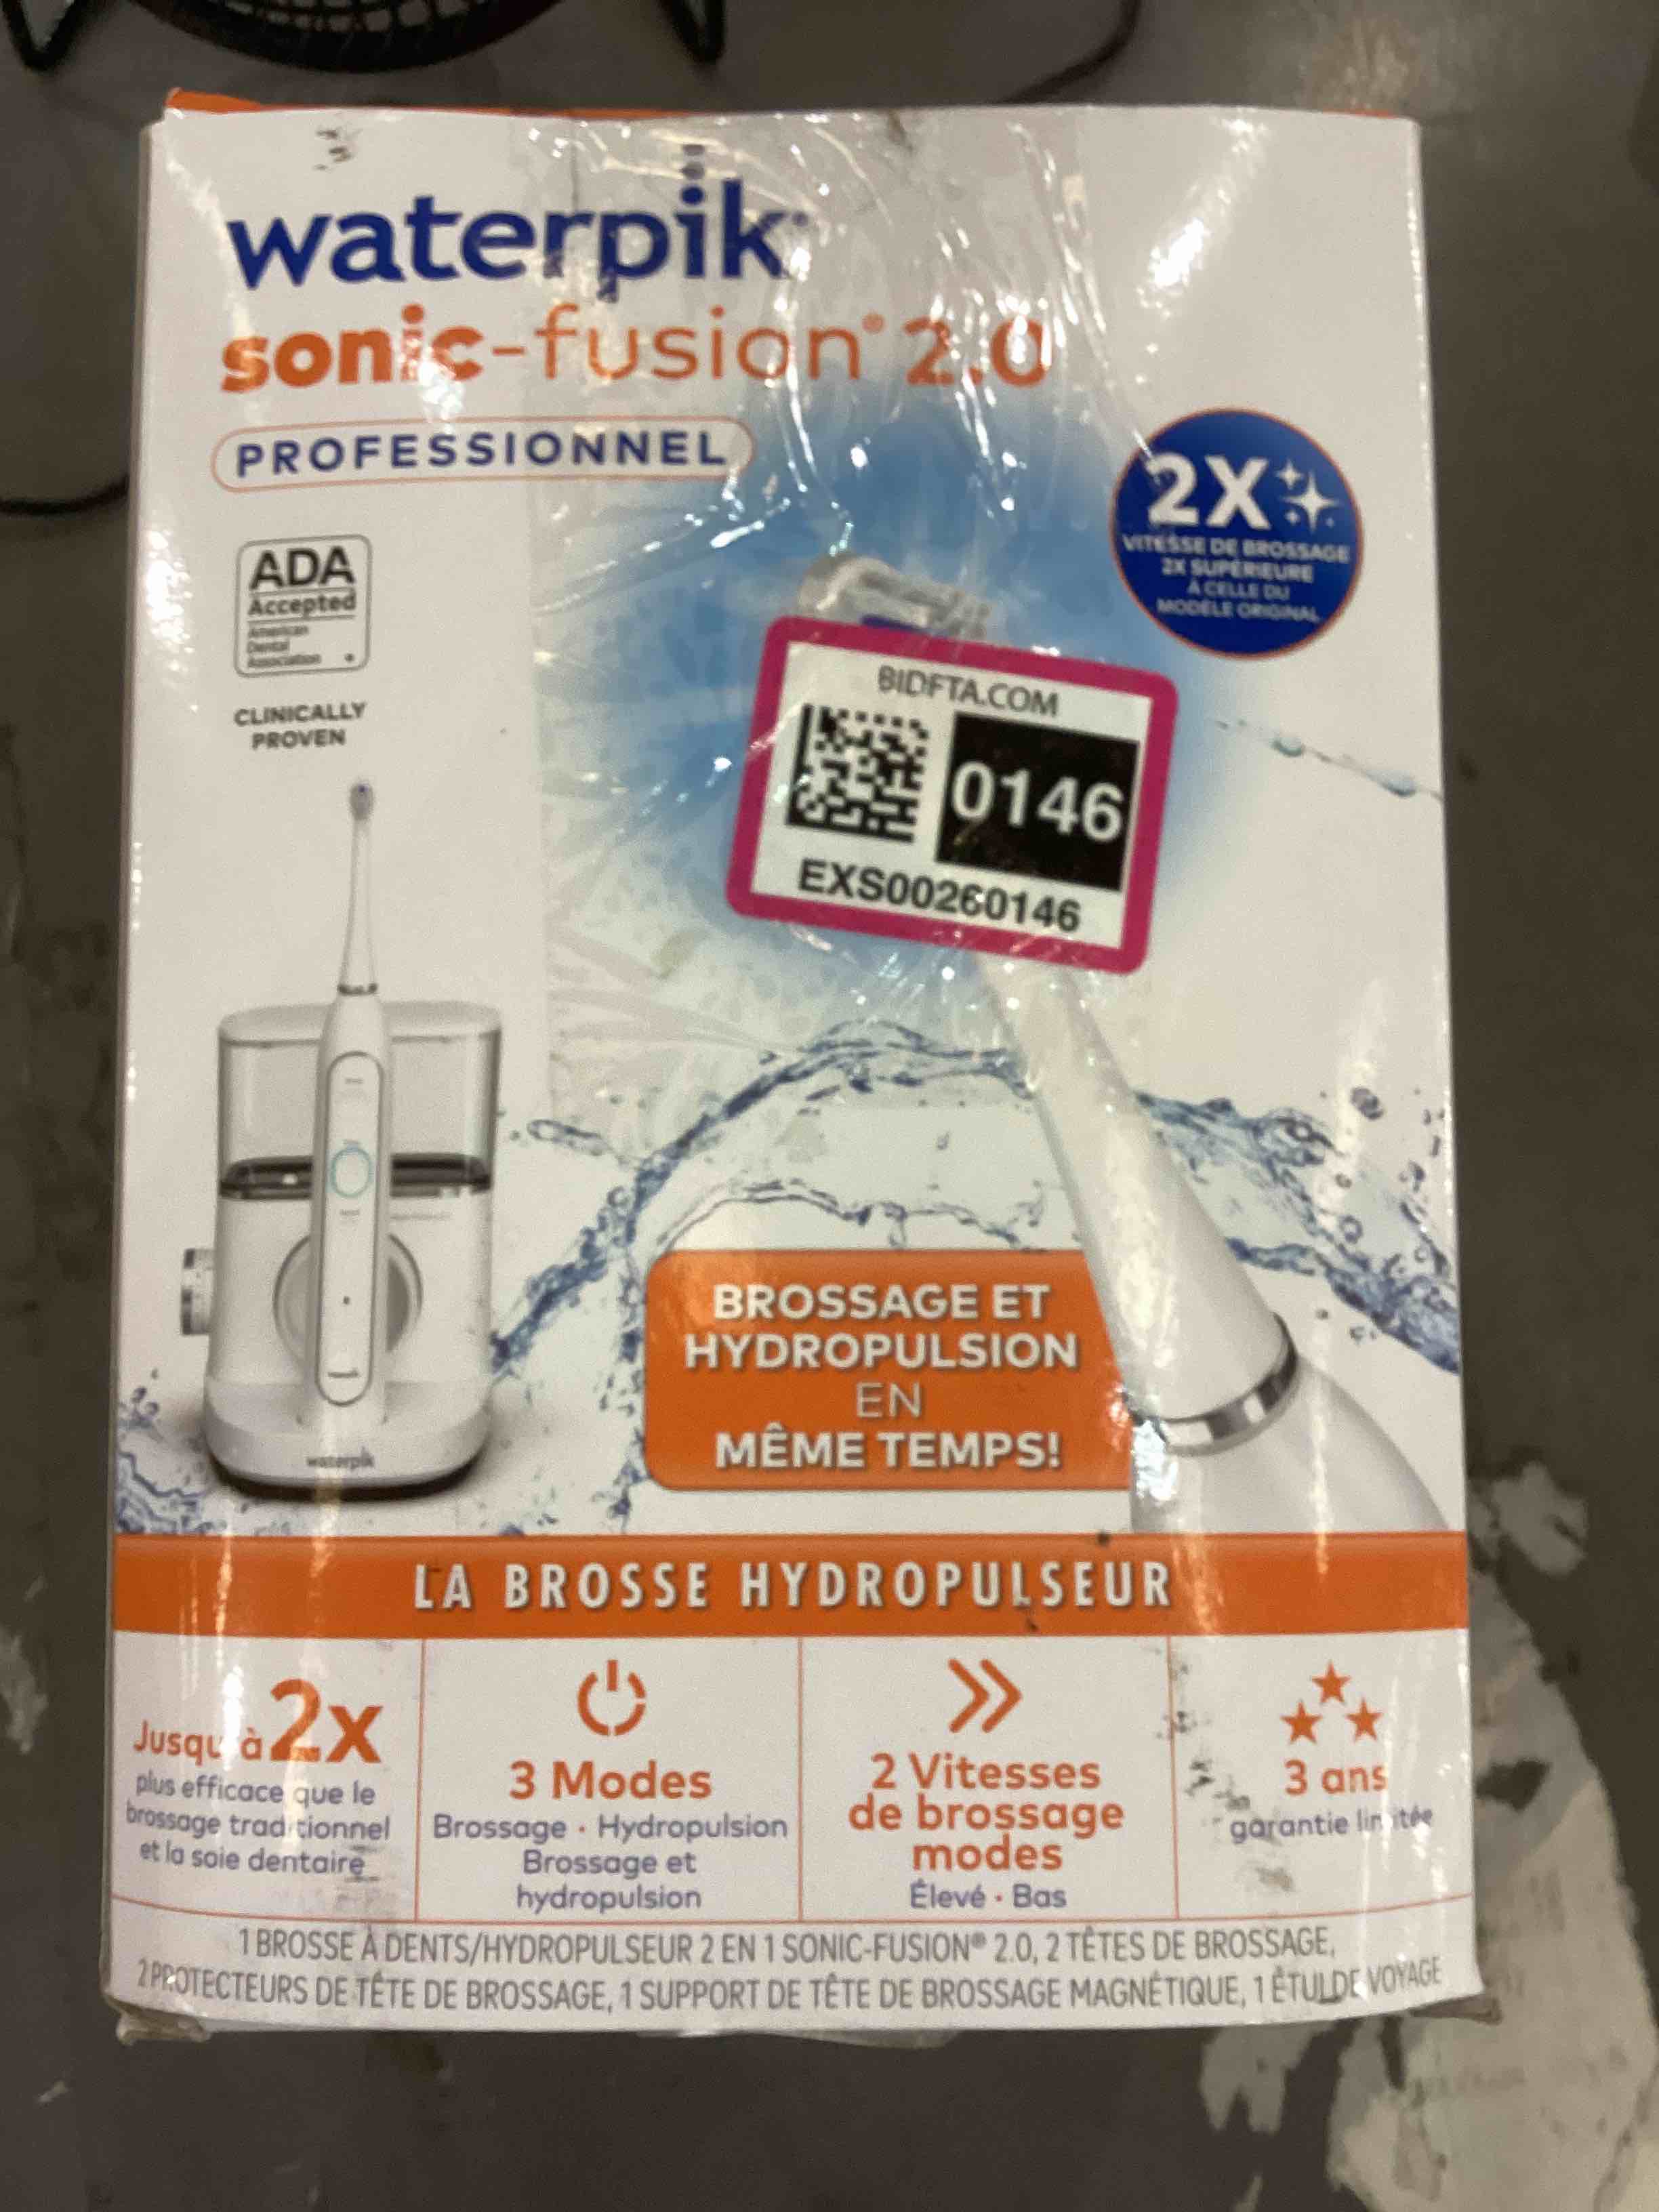 waterpik®
sonic-fusion® 2.0
PROFESSIONNEL
2X
VITESSE DE BROSSAGE
2X SUPÉRIEURE
À CELLE DU
MODÈLE ORIGINAL
ADA
Accepted
American
Dental
Association
CLINICALLY
PROVEN
BIDFTA.COM
0146
EXS00260146
BROSSAGE ET
HYDROPULSION
EN
MÊME TEMPS!
waterpik
LA BROSSE HYDROPULSEUR
Jusqu'à 2x
plus efficace que le
brossage traditionnel
et la soie dentaire
3 Modes
Brossage · Hydropulsion
Brossage et
hydropulsion
2 Vitesses
de brossage
modes
Élevé · Bas
3 ans
garantie limitée
1 BROSSE À DENTS/HYDROPULSEUR 2 EN 1 SONIC-FUSION® 2.0, 2 TÊTES DE BROSSAGE,
2 PROTECTEURS DE TÊTE DE BROSSAGE, 1 SUPPORT DE TÊTE DE BROSSAGE MAGNÉTIQUE, 1 ÉTUI DE VOYAGE